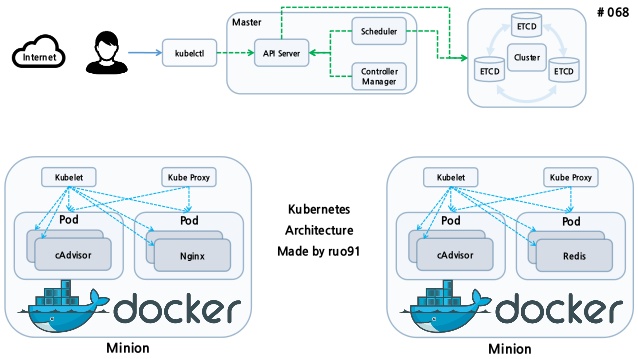 # 068
Master
ETCD
Internet
kubelctl
API Server
Scheduler
Controller
Manager
ETCD
Cluster
ETCD
Kubelet
Kube Proxy
Pod
Pod
cAdvisor
Nginx
docker
Minion
Kubernetes
Architecture
Made by ruo91
Kubelet
Kube Proxy
Pod
Pod
cAdvisor
Redis
docker
Minion